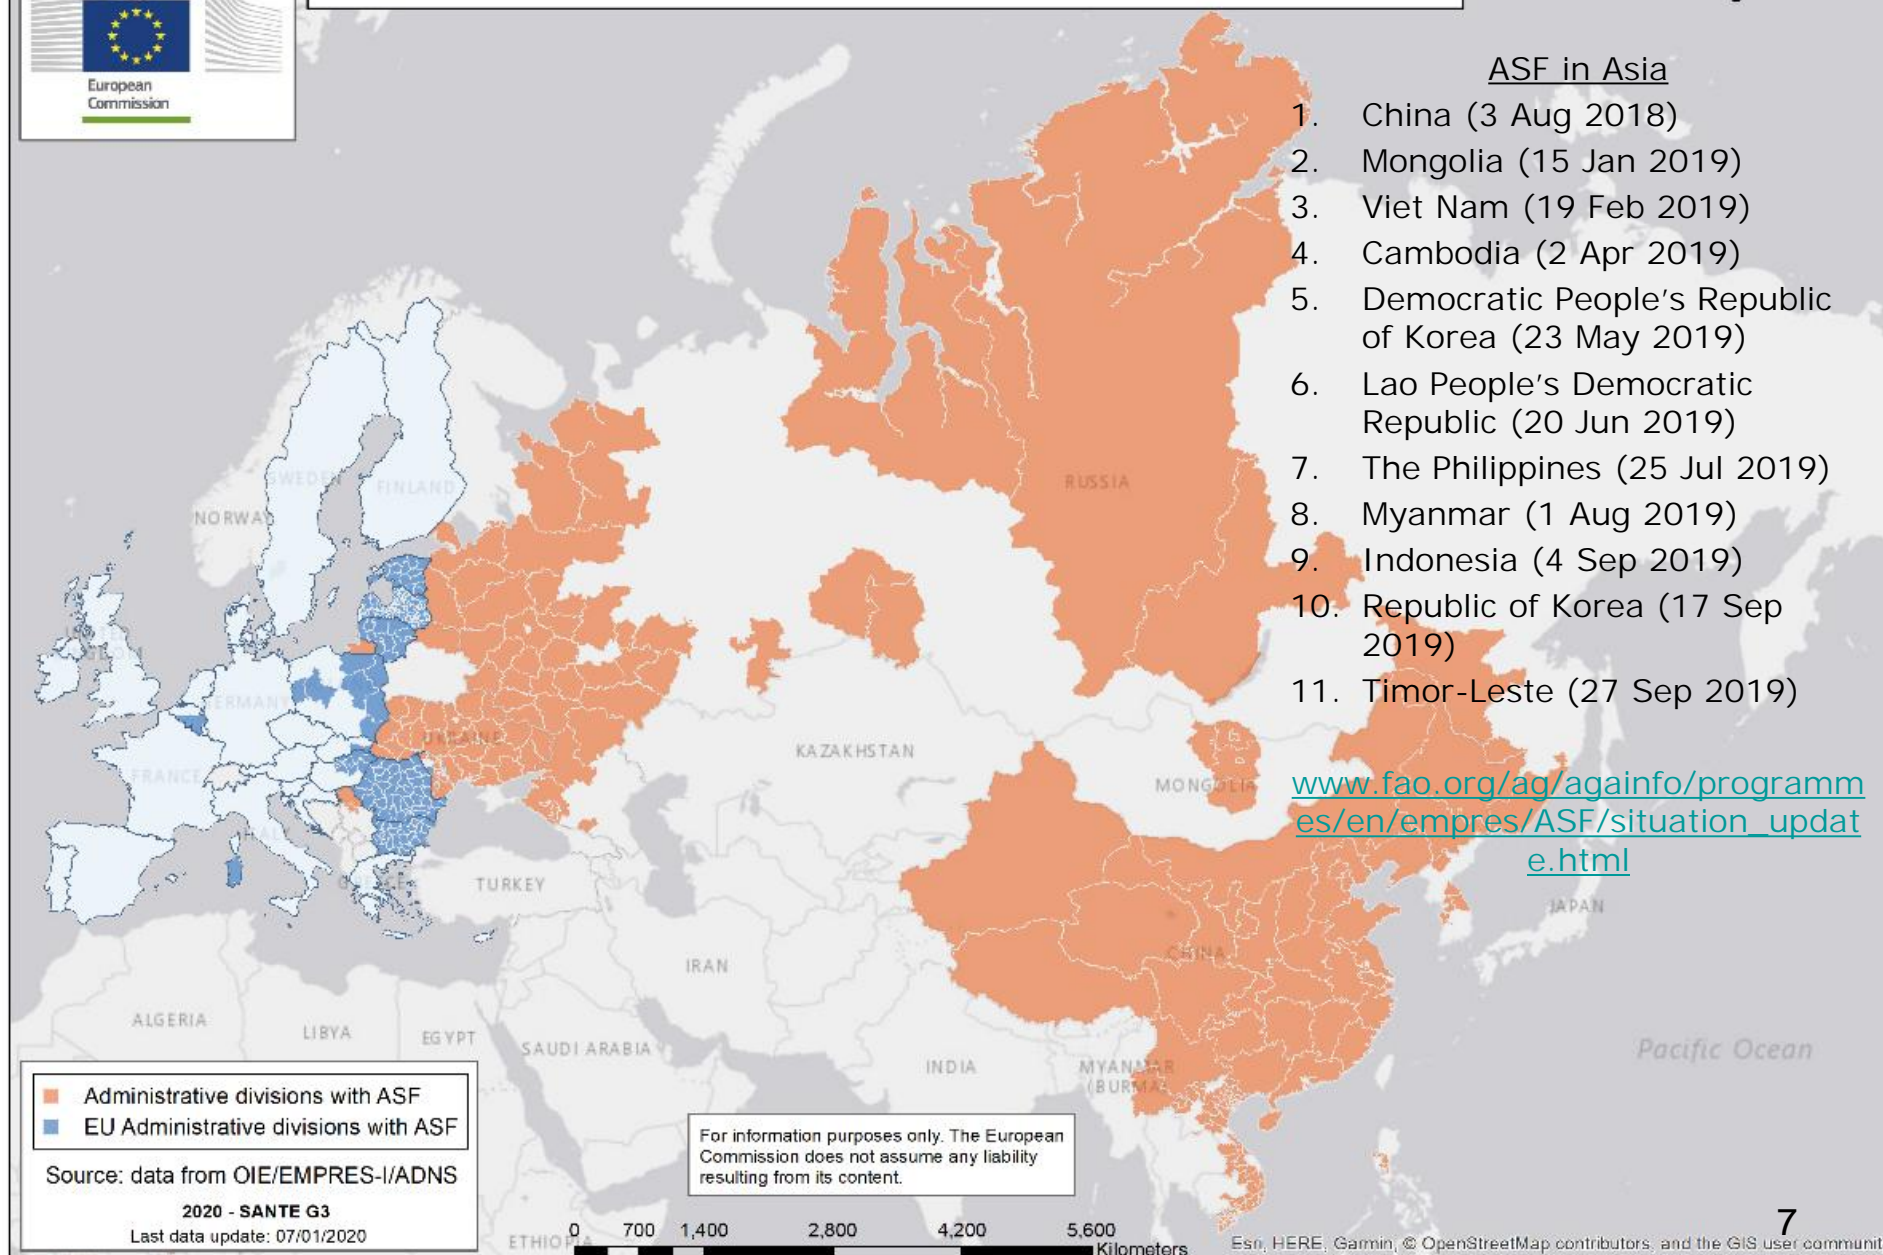 European
Commission
ASF in Asia
1. China (3 Aug 2018)
2. Mongolia (15 Jan 2019)
3. Viet Nam (19 Feb 2019)
4. Cambodia (2 Apr 2019)
5. Democratic People's Republic
of Korea (23 May 2019)
6. Lao People's Democratic
Republic (20 Jun 2019)
7. The Philippines (25 Jul 2019)
8. Myanmar (1 Aug 2019)
9. Indonesia (4 Sep 2019)
10. Republic of Korea (17 Sep
2019)
11. Timor-Leste (27 Sep 2019)
www.fao.org/ag/againfo/programm
es/en/empres/ASF/situation_updat
e.html
SWEDEN
FINLAND
NORWAY
RUSSIA
GERMANY
UKRAINE
FRANCE
KAZAKHSTAN
MONGOLIA
ITALY
GREECE
TURKEY
JAPAN
IRAN
CHINA
ALGERIA
LIBYA
EGYPT
SAUDI ARABIA
INDIA
MYANMAR
(BURMA)
Pacific Ocean
ETHIOPIA
Administrative divisions with ASF
EU Administrative divisions with ASF
Source: data from OIE/EMPRES-I/ADNS
2020 - SANTE G3
Last data update: 07/01/2020
For information purposes only. The European
Commission does not assume any liability
resulting from its content.
0 700 1,400 2,800 4,200 5,600
Kilometers
7
Esri, HERE, Garmin, © OpenStreetMap contributors, and the GIS user communit